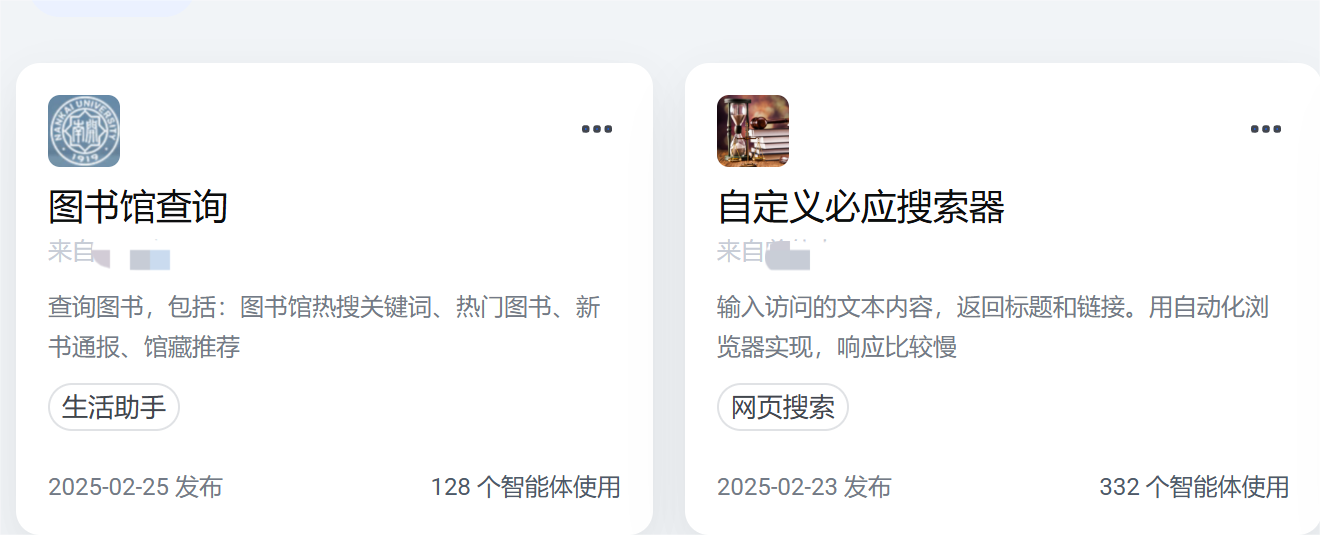 NANKAI UNIVERSITY
南開
1919
图书馆查询
来自
查询图书，包括：图书馆热搜关键词、热门图书、新
书通报、馆藏推荐
生活助手
2025-02-25 发布
128 个智能体使用
自定义必应搜索器
来自
输入访问的文本内容，返回标题和链接。用自动化浏
览器实现，响应比较慢
网页搜索
2025-02-23 发布
332 个智能体使用